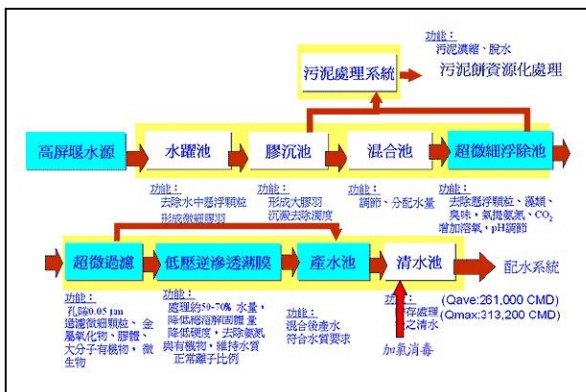 功能：
污泥濃縮、脫水
污泥處理系統
污泥餅資源化處理
高屏堰水源
水躍池
膠沉池
混合池
超微細浮除池
功能：
去除水中懸浮顆粒
形成微細膠羽
功能：
形成大膠羽
沉澱去除濁度
功能：
調節、分配水量
功能：
去除懸浮顆粒、藻類、
臭味，氣提氨氮、CO2
增加溶氧，pH調節
超微過濾
低壓逆滲透薄膜
產水池
清水池
配水系統
功能：
孔隙0.05 μm
過濾微細顆粒、金
屬氧化物、膠體、
大分子有機物，微
生物
功能：
處理約50-70% 水量，
降低總溶解固體量
降低硬度，去除氨氮
與有機物，維持水質
正常離子比例
功能：
混合後產水
符合水質要求
存處理
之清水
加氯消毒
(Qave:261,000 CMD)
(Qmax:313,200 CMD)